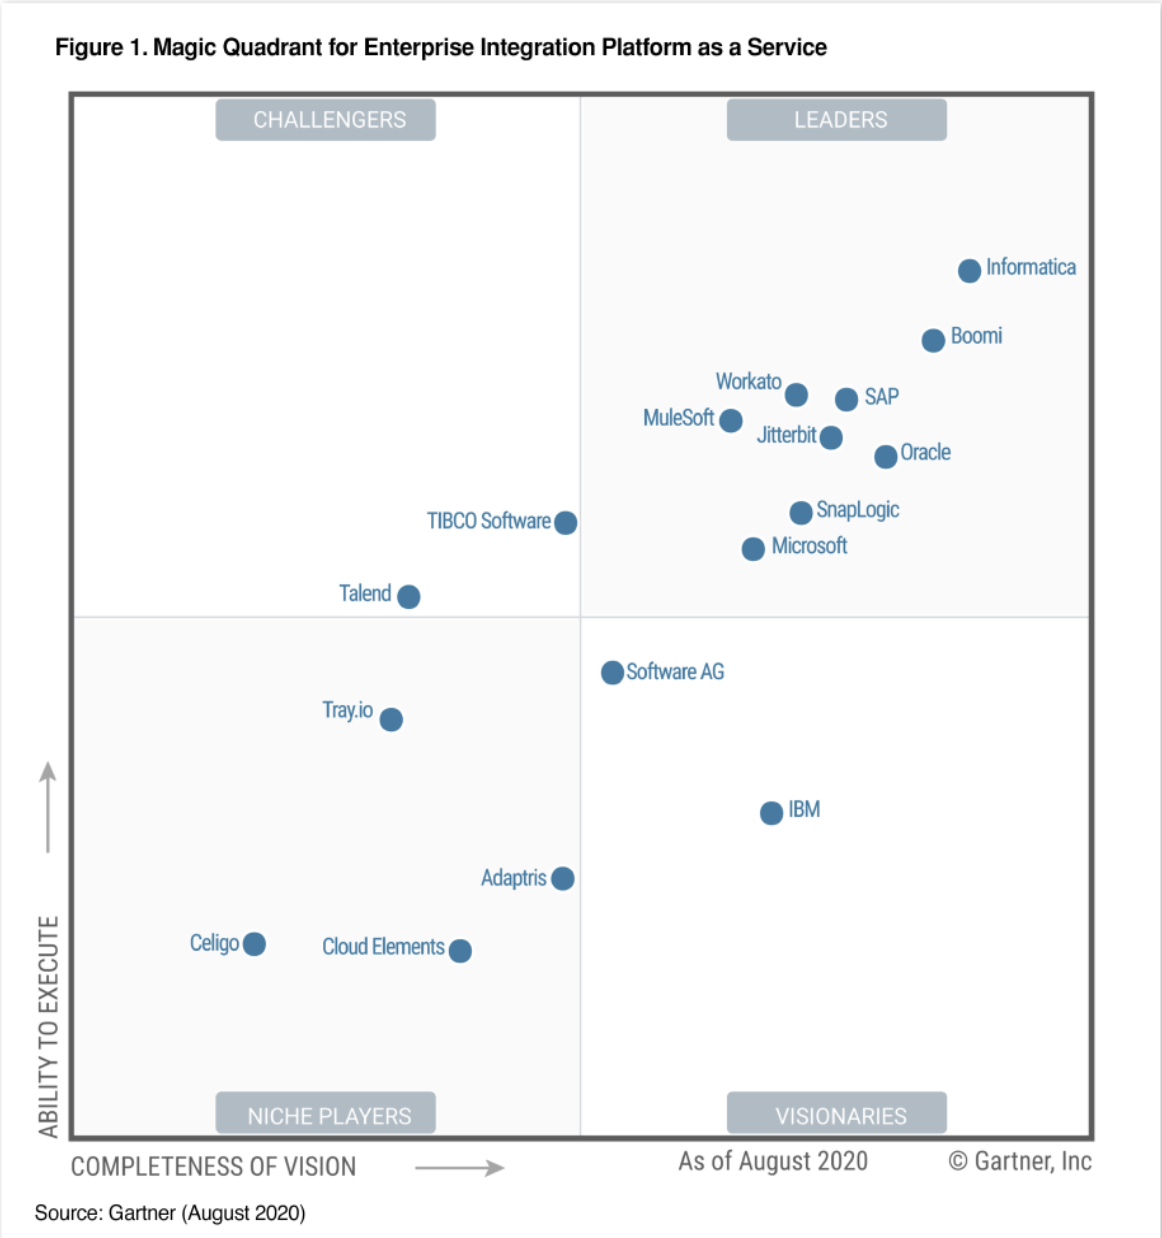 Figure 1. Magic Quadrant for Enterprise Integration Platform as a Service
CHALLENGERS
LEADERS
Informatica
Boomi
Workato
SAP
MuleSoft
Jitterbit
Oracle
SnapLogic
TIBCO Software
Microsoft
Talend
Software AG
Tray.io
IBM
Adaptris
Celigo
Cloud Elements
ABILITY TO EXECUTE
NICHE PLAYERS
VISIONARIES
COMPLETENESS OF VISION
As of August 2020
© Gartner, Inc
Source: Gartner (August 2020)